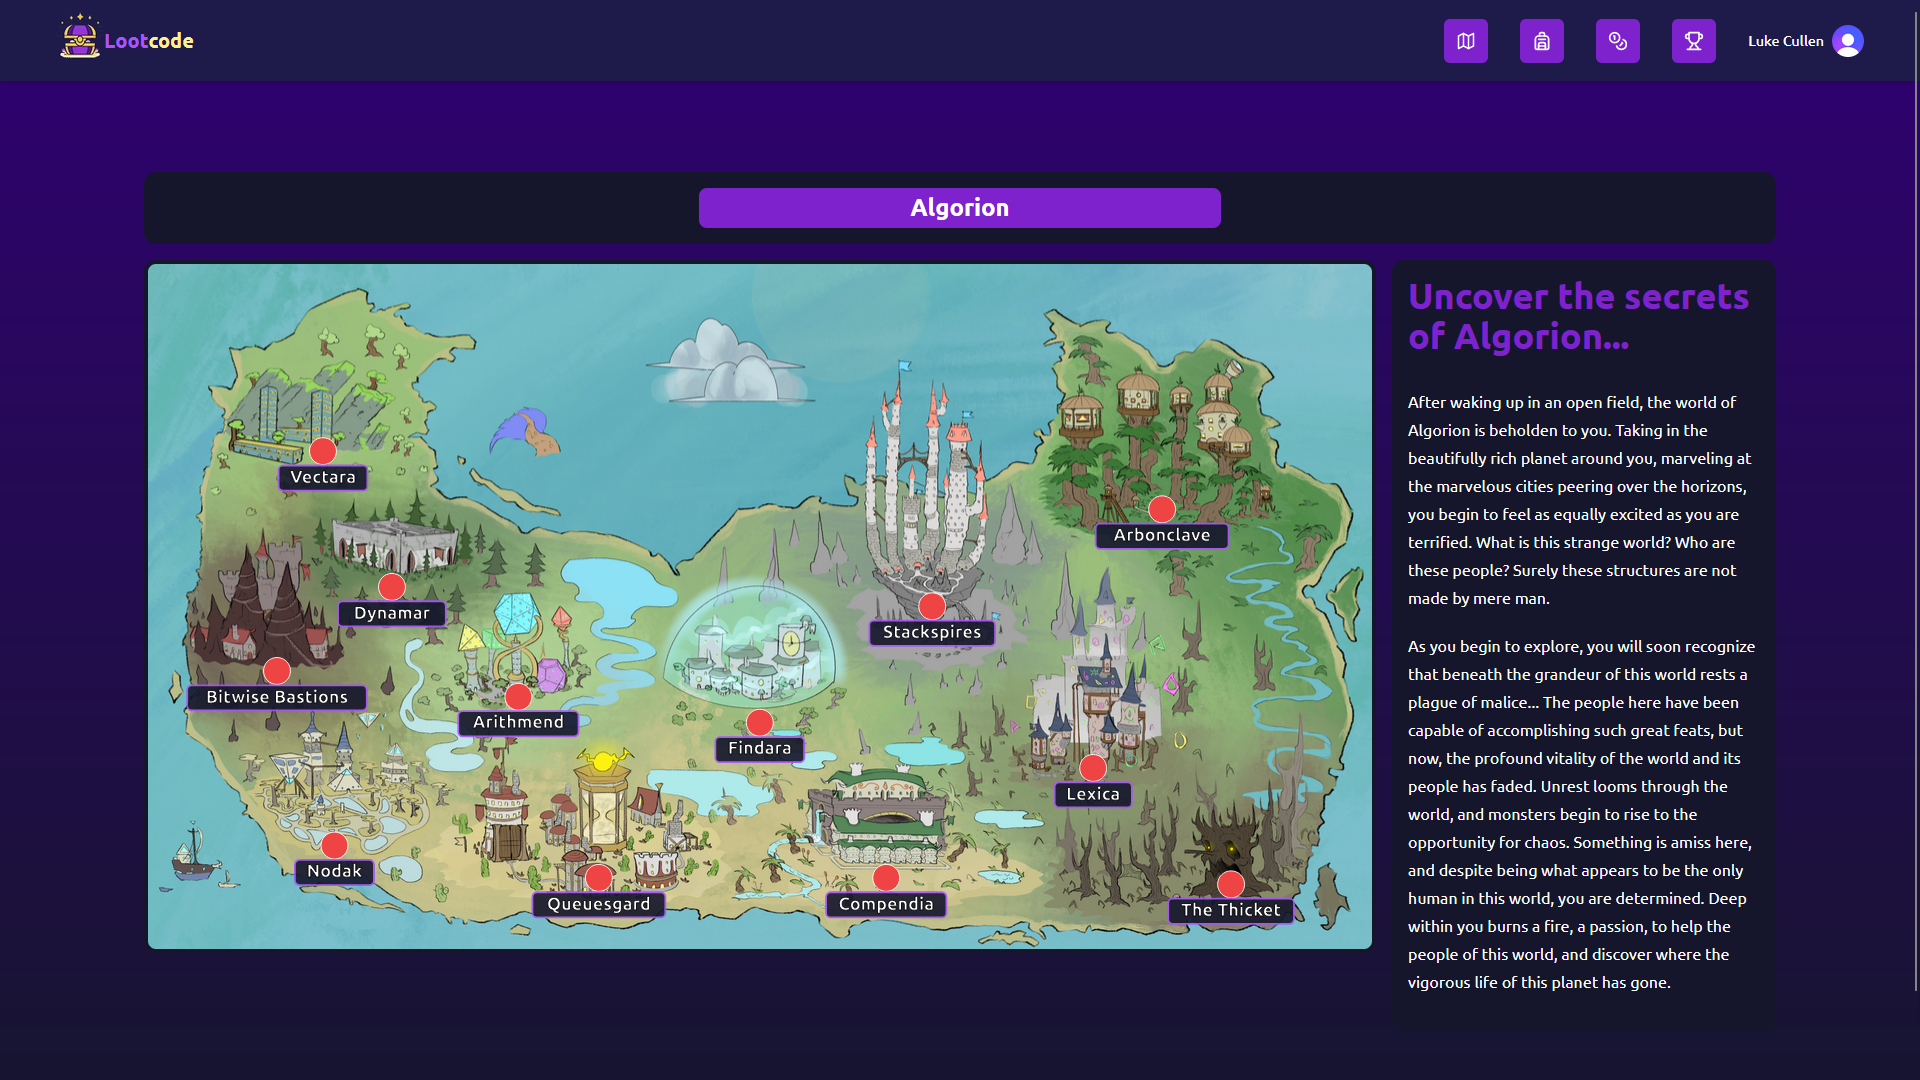 Lootcode
Luke Cullen
Algorion
Vectara
Dynamar
Bitwise Bastions
Arithmend
Nodak
Queuesgard
Findara
Compendia
Stackspires
Arbonclave
Lexica
The Thicket
Uncover the secrets
of Algorion...
After waking up in an open field, the world of
Algorion is beholden to you. Taking in the
beautifully rich planet around you, marveling at
the marvelous cities peering over the horizons,
you begin to feel as equally excited as you are
terrified. What is this strange world? Who are
these people? Surely these structures are not
made by mere man.
As you begin to explore, you will soon recognize
that beneath the grandeur of this world rests a
plague of malice... The people here have been
capable of accomplishing such great feats, but
now, the profound vitality of the world and its
people has faded. Unrest looms through the
world, and monsters begin to rise to the
opportunity for chaos. Something is amiss here,
and despite being what appears to be the only
human in this world, you are determined. Deep
within you burns a fire, a passion, to help the
people of this world, and discover where the
vigorous life of this planet has gone.